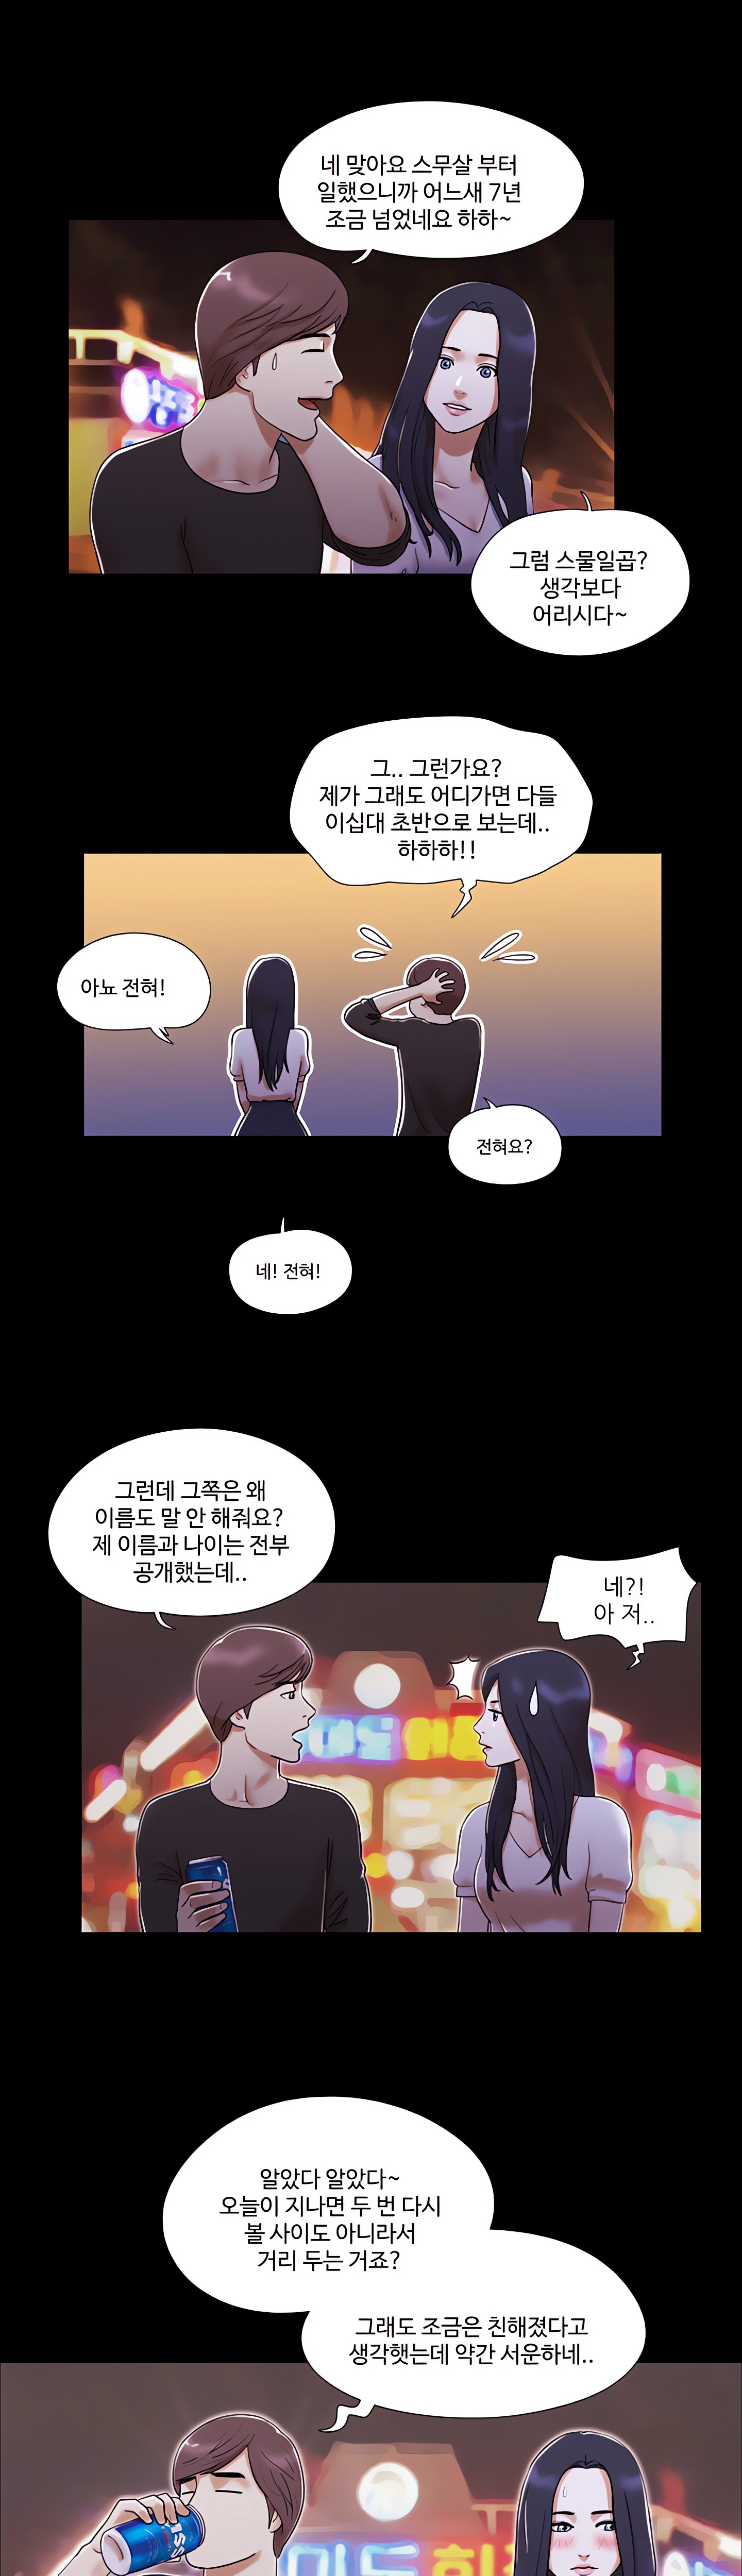 네 맞아요 스무살 부터
일했으니까 어느새 7년
조금 넘었네요 하하~
그럼 스물일곱?
생각보다
어리시다~
그.. 그런가요?
제가 그래도 어디가면 다들
이십대 초반으로 보는데..
하하하!!
아뇨 전혀!
전혀요?
네! 전혀!
그런데 그쪽은 왜
이름도 말 안 해줘요?
제 이름과 나이는 전부
공개했는데..
네?!
아 저..
알았다 알았다~
오늘이 지나면 두 번 다시
볼 사이도 아니라서
거리 두는 거죠?
그래도 조금은 친해졌다고
생각햇는데 약간 서운하네..